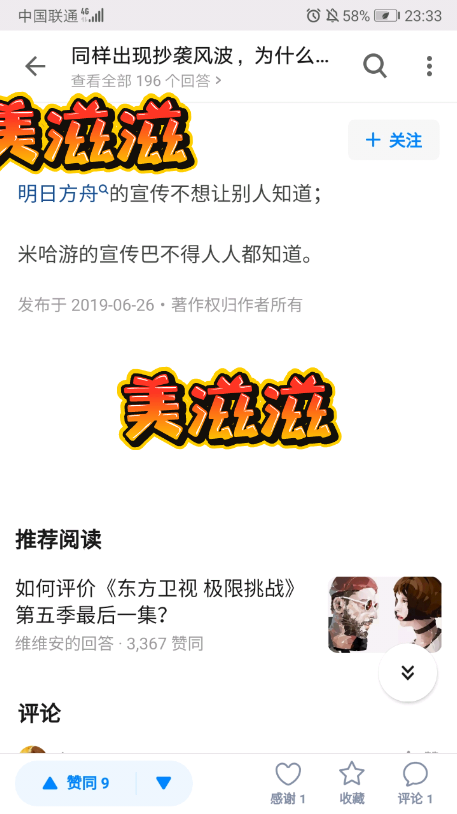 中国联通 4G 58% 23:33
同样出现抄袭风波，为什么...
查看全部 196 个回答 >
美滋滋
+ 关注
明日方舟的宣传不想让别人知道；
米哈游的宣传巴不得人人都知道。
发布于 2019-06-26・著作权归作者所有
美滋滋
推荐阅读
如何评价《东方卫视 极限挑战》
第五季最后一集？
维维安的回答 · 3,367 赞同
评论
赞同 9
感谢 1 收藏 评论 1